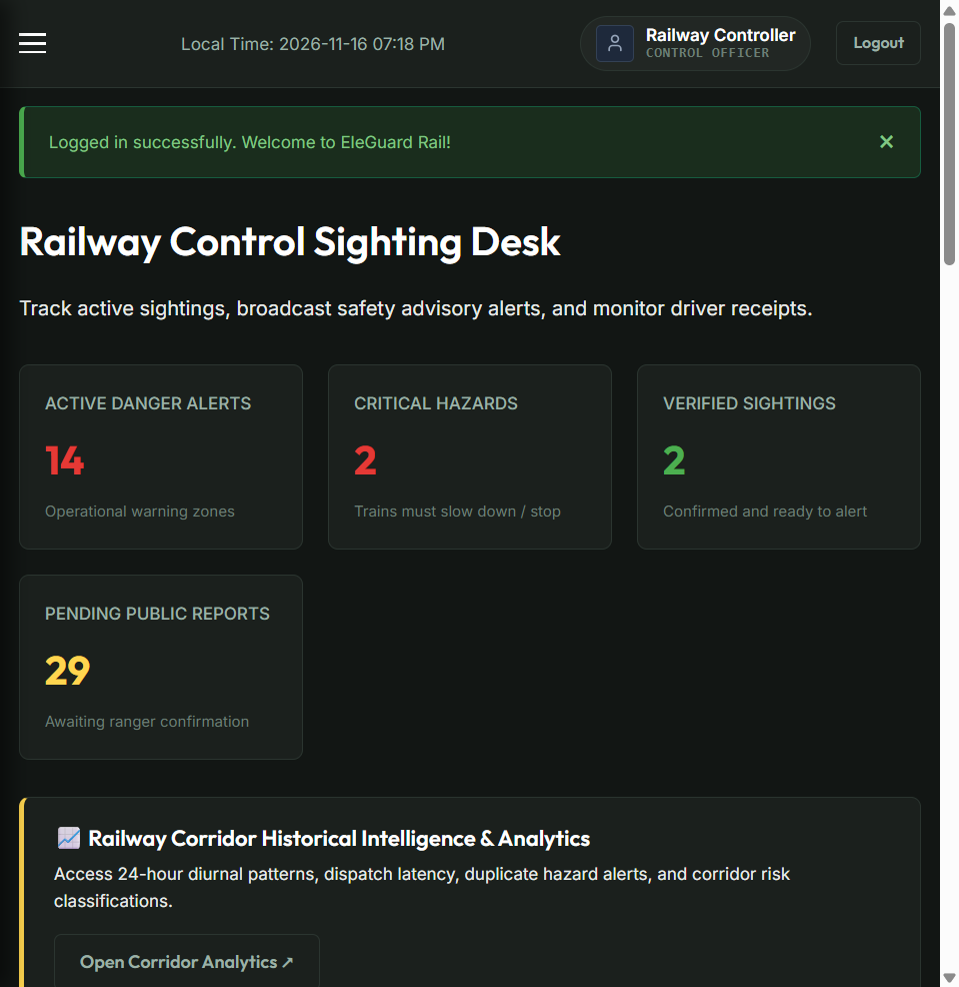 Local Time: 2026-11-16 07:18 PM
Railway Controller
CONTROL OFFICER
Logout
Logged in successfully. Welcome to EleGuard Rail!
×
Railway Control Sighting Desk
Track active sightings, broadcast safety advisory alerts, and monitor driver receipts.
ACTIVE DANGER ALERTS
14
Operational warning zones
CRITICAL HAZARDS
2
Trains must slow down / stop
VERIFIED SIGHTINGS
2
Confirmed and ready to alert
PENDING PUBLIC REPORTS
29
Awaiting ranger confirmation
📈 Railway Corridor Historical Intelligence & Analytics
Access 24-hour diurnal patterns, dispatch latency, duplicate hazard alerts, and corridor risk
classifications.
Open Corridor Analytics ↗